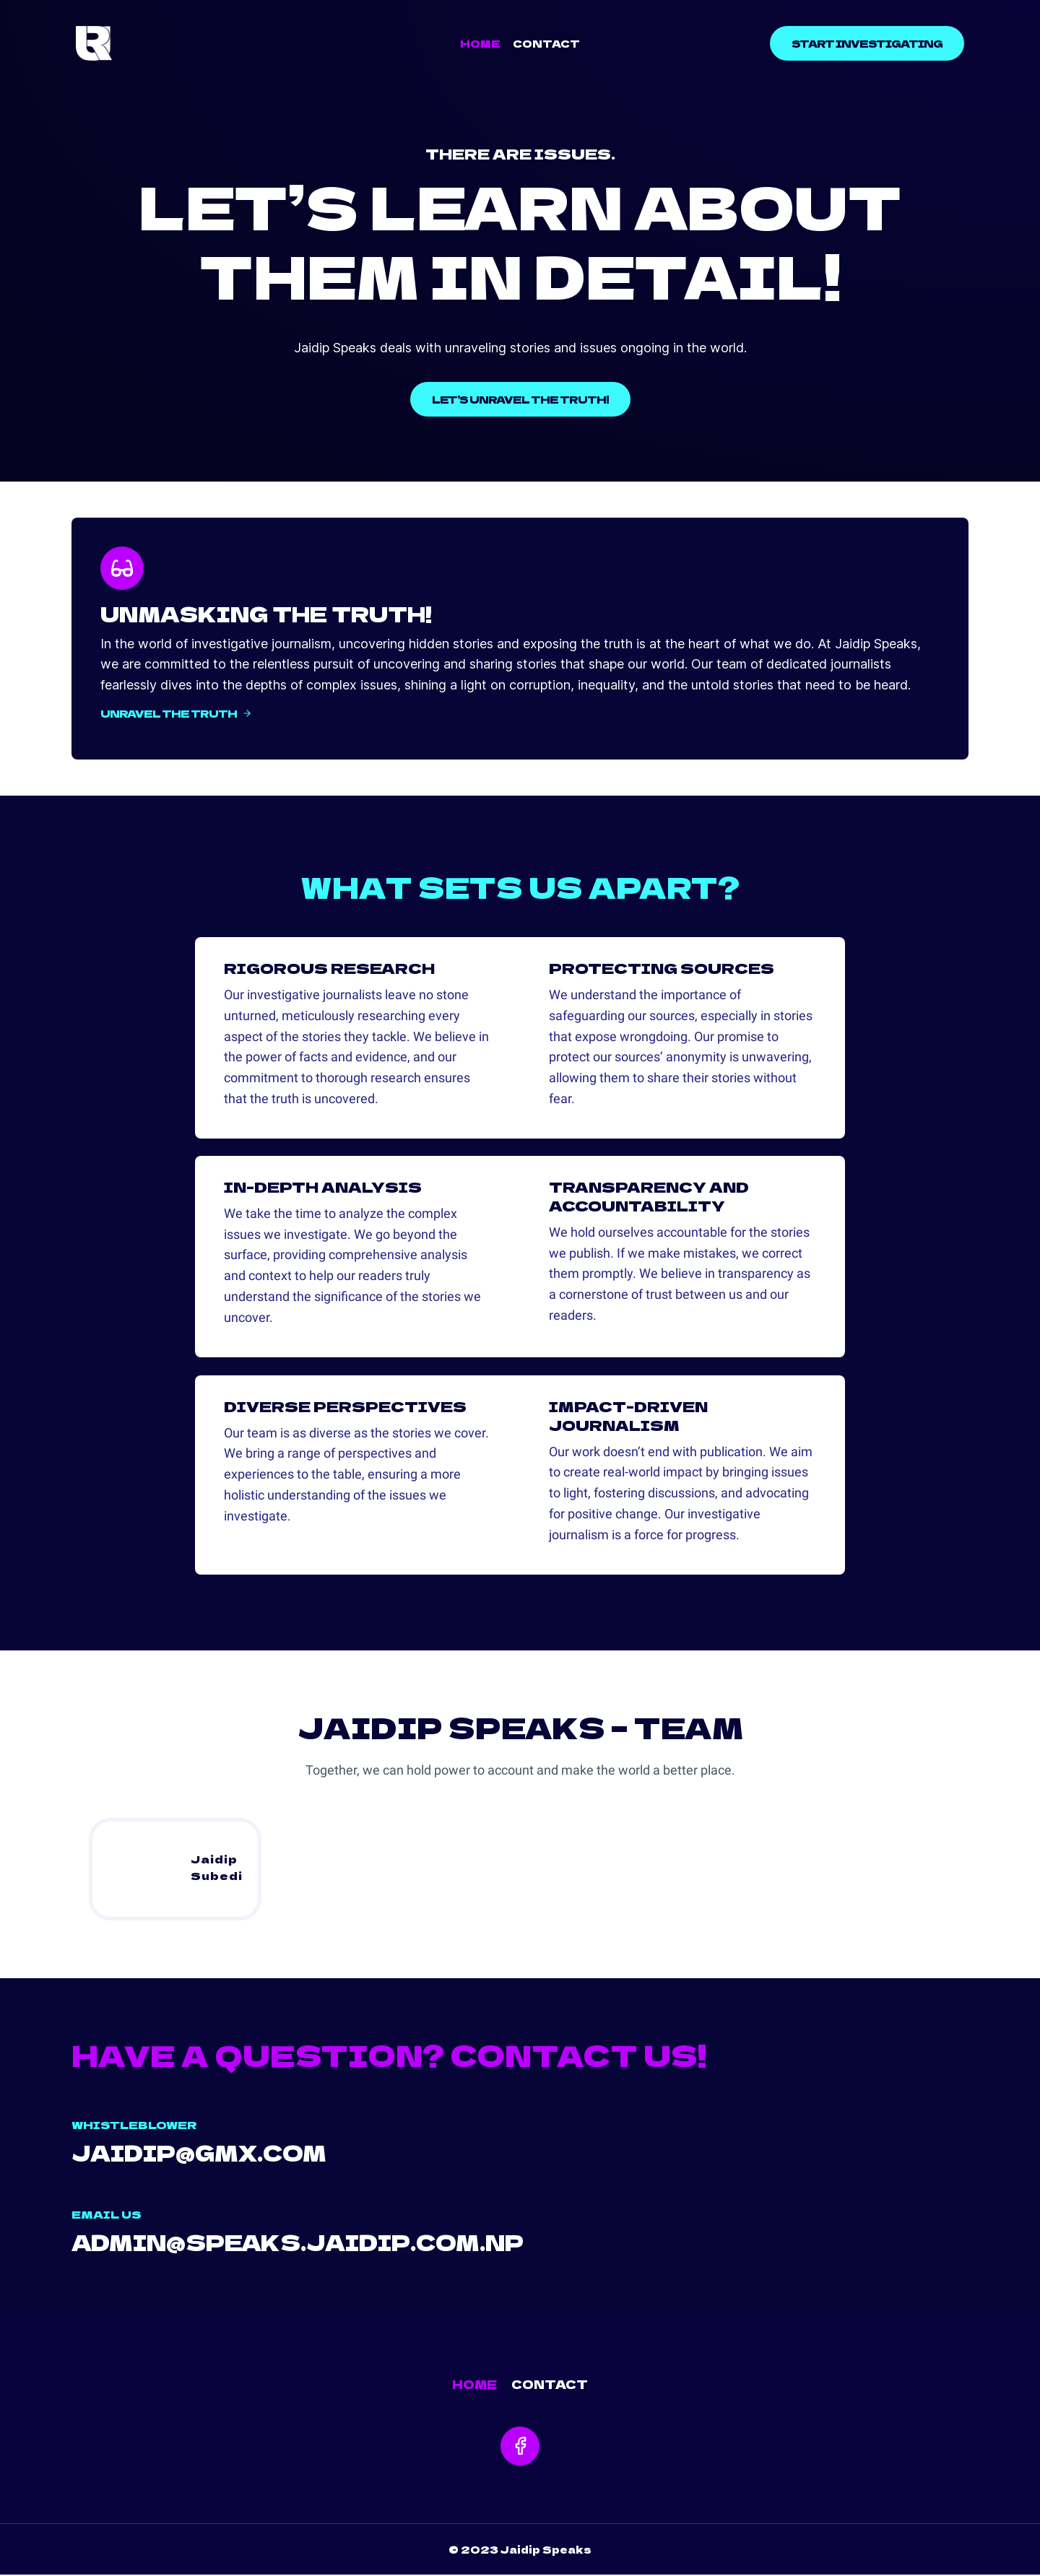 HOME CONTACT START INVESTIGATING
THERE ARE ISSUES.
LET’S LEARN ABOUT
THEM IN DETAIL!
Jaidip Speaks deals with unraveling stories and issues ongoing in the world.
LET'S UNRAVEL THE TRUTH!
UNMASKING THE TRUTH!
In the world of investigative journalism, uncovering hidden stories and exposing the truth is at the heart of what we do. At Jaidip Speaks,
we are committed to the relentless pursuit of uncovering and sharing stories that shape our world. Our team of dedicated journalists
fearlessly dives into the depths of complex issues, shining a light on corruption, inequality, and the untold stories that need to be heard.
UNRAVEL THE TRUTH →
WHAT SETS US APART?
RIGOROUS RESEARCH
Our investigative journalists leave no stone
unturned, meticulously researching every
aspect of the stories they tackle. We believe in
the power of facts and evidence, and our
commitment to thorough research ensures
that the truth is uncovered.
PROTECTING SOURCES
We understand the importance of
safeguarding our sources, especially in stories
that expose wrongdoing. Our promise to
protect our sources’ anonymity is unwavering,
allowing them to share their stories without
fear.
IN-DEPTH ANALYSIS
We take the time to analyze the complex
issues we investigate. We go beyond the
surface, providing comprehensive analysis
and context to help our readers truly
understand the significance of the stories we
uncover.
TRANSPARENCY AND
ACCOUNTABILITY
We hold ourselves accountable for the stories
we publish. If we make mistakes, we correct
them promptly. We believe in transparency as
a cornerstone of trust between us and our
readers.
DIVERSE PERSPECTIVES
Our team is as diverse as the stories we cover.
We bring a range of perspectives and
experiences to the table, ensuring a more
holistic understanding of the issues we
investigate.
IMPACT-DRIVEN
JOURNALISM
Our work doesn’t end with publication. We aim
to create real-world impact by bringing issues
to light, fostering discussions, and advocating
for positive change. Our investigative
journalism is a force for progress.
JAIDIP SPEAKS – TEAM
Together, we can hold power to account and make the world a better place.
Jaidip
Subedi
HAVE A QUESTION? CONTACT US!
WHISTLEBLOWER
JAIDIP@GMX.COM
EMAIL US
ADMIN@SPEAKS.JAIDIP.COM.NP
HOME CONTACT
© 2023 Jaidip Speaks